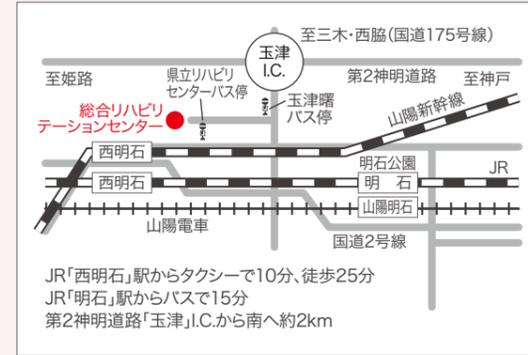 至三木・西脇(国道175号線)
玉津
I.C.
至姫路
県立リハビリ
センターバス停
第2神明道路
至神戸
玉津曙
バス停
総合リハビリ
テーションセンター
山陽新幹線
西明石
明石公園
JR
西明石
明 石
山陽明石
山陽電車
国道2号線
JR「西明石」駅からタクシーで10分、徒歩25分
JR「明石」駅からバスで15分
第2神明道路「玉津」I.C.から南へ約2km